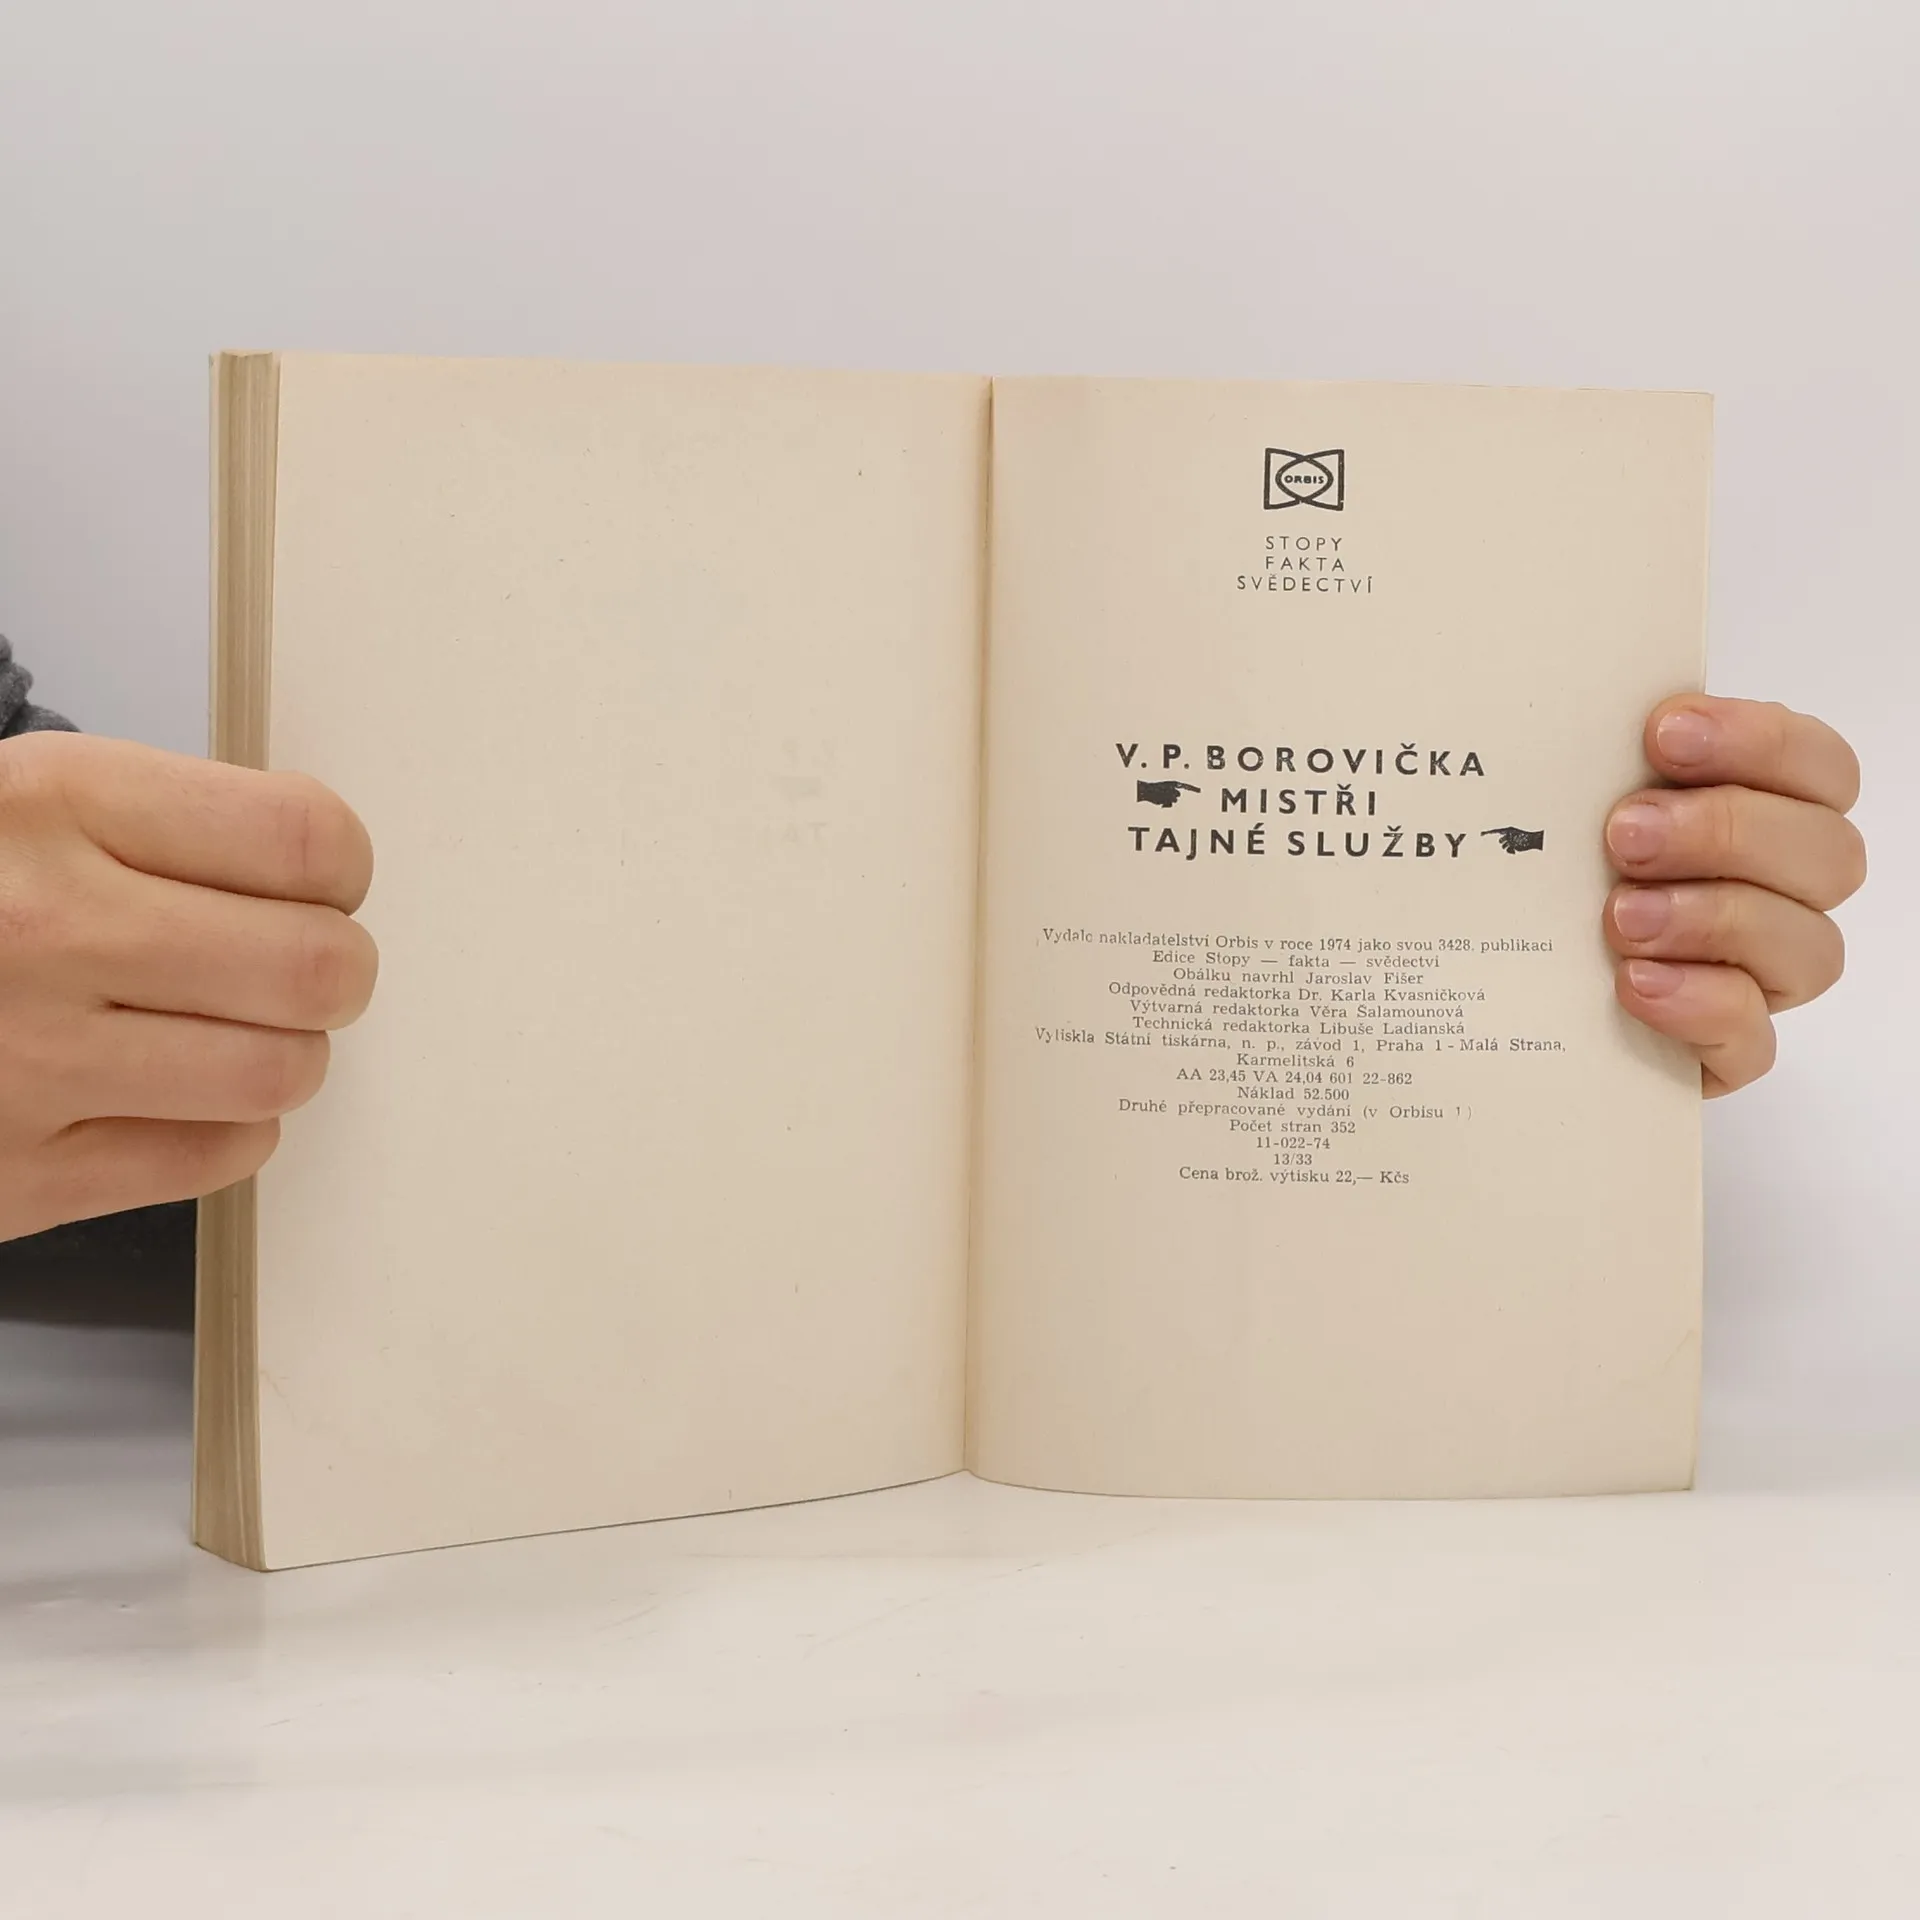 ORBIS
STOPY
FAKTA
SVĚDECTVÍ
V. P. BOROVIČKA
MISTŘI
TAJNÉ SLUŽBY
Vydalo nakladatelství Orbis v roce 1974 jako svou 3428. publikaci
Edice Stopy — fakta — svědectví
Obálku navrhl Jaroslav Fišer
Odpovědná redaktorka Dr. Karla Kvasničková
Výtvarná redaktorka Věra Šalamounová
Technická redaktorka Libuše Ladianská
Vytiskla Státní tiskárna, n. p., závod 1, Praha 1 - Malá Strana,
Karmelitská 6
AA 23,45 VA 24,04 601 22-862
Náklad 52.500
Druhé přepracované vydání (v Orbisu 1)
Počet stran 352
11-022-74
13/33
Cena brož. výtisku 22,— Kčs